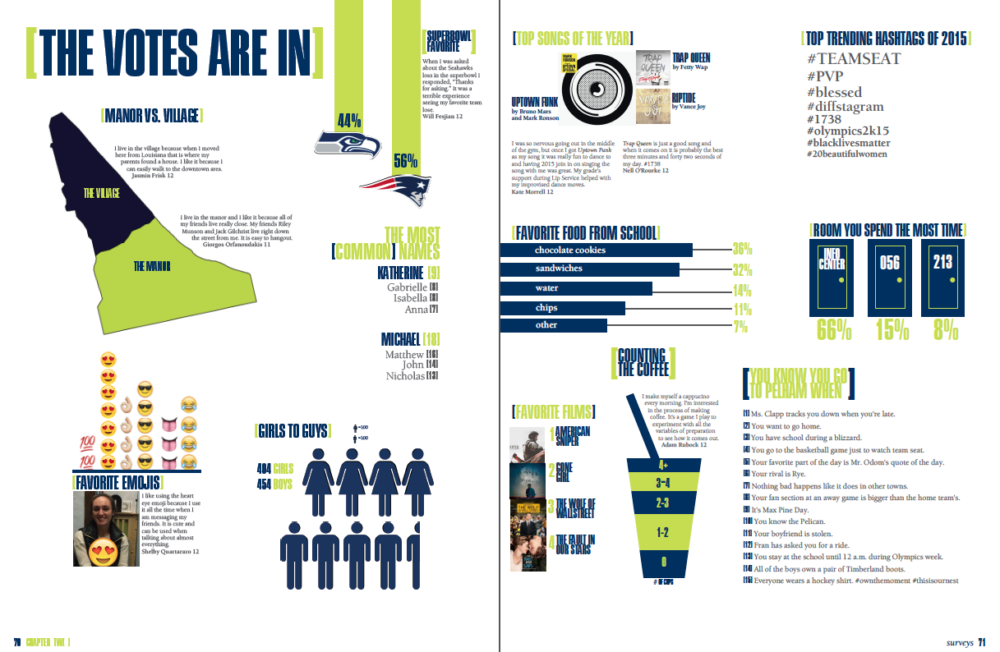 [THE VOTES ARE IN]
[MANOR VS. VILLAGE]
I live in the village because when I moved
here from Louisiana that is where my
parents found a house. I like it because I
can easily walk to the downtown area.
Jasmin Frisk 12
THE VILLAGE
I live in the manor and I like it because all of
my friends live really close. My friends Riley
Munson and Jack Gilchrist live right down
the street from me. It is easy to hangout.
Giorgos Orfanoudakis 11
THE MANOR
44%
56%
[SUPERBOWL
FAVORITE]
When I was asked
about the Seahawks
loss in the superbowl I
responded, "Thanks
for asking." It was a
terrible experience
seeing my favorite team
lose.
Will Fesjian 12
THE MOST
[COMMON] NAMES
KATHERINE [9]
Gabrielle [8]
Isabella [8]
Anna [7]
MICHAEL [18]
Matthew [16]
John [14]
Nicholas [13]
100
100
[FAVORITE EMOJIS]
I like using the heart
eye emoji because I use
it all the time when I
am messaging my
friends. It is cute and
can be used when
talking about almost
everything.
Shelby Quartararo 12
[GIRLS TO GUYS]
=100
=100
404 GIRLS
454 BOYS
70 CHAPTER TWO |
[TOP SONGS OF THE YEAR]
MARK
RONSON
UPTOWN
SPECIAL
UPTOWN FUNK
by Bruno Mars
and Mark Ronson
TRAP
QUEEN
TRAP QUEEN
by Fetty Wap
VANCE
JOY
RIPTIDE
by Vance Joy
I was so nervous going out in the middle
of the gym, but once I got Uptown Funk
as my song it was really fun to dance to
and having 2015 join in on singing the
song with me was great. My grade's
support during Lip Service helped with
my improvised dance moves.
Kate Morrell 12
Trap Queen is just a good song and
when it comes on it is probably the best
three minutes and forty two seconds of
my day. #1738
Nell O'Rourke 12
[TOP TRENDING HASHTAGS OF 2015]
#TEAMSEAT
#PVP
#blessed
#diffstagram
#1738
#olympics2k15
#blacklivesmatter
#20beautifulwomen
[FAVORITE FOOD FROM SCHOOL]
chocolate cookies 36%
sandwiches 32%
water 14%
chips 11%
other 7%
[ROOM YOU SPEND THE MOST TIME]
INFO
CENTER
056
213
66% 15% 8%
[COUNTING
THE COFFEE]
I make myself a cappucino
every morning. I'm interested
in the process of making
coffee. It's a game I play to
experiment with all the
variables of preparation
to see how it comes out.
Adam Rubock 12
4+
3-4
2-3
1-2
0
# OF CUPS
[FAVORITE FILMS]
1 AMERICAN
SNIPER
2 GONE
GIRL
3 THE WOLF OF
WALLSTREET
4 THE FAULT IN
OUR STARS
[YOU KNOW YOU GO
TO PELHAM WHEN]
[1] Ms. Clapp tracks you down when you're late.
[2] You want to go home.
[3] You have school during a blizzard.
[4] You go to the basketball game just to watch team seat.
[5] Your favorite part of the day is Mr. Odom's quote of the day.
[6] Your rival is Rye.
[7] Nothing bad happens like it does in other towns.
[8] Your fan section at an away game is bigger than the home team's.
[9] It's Max Pine Day.
[10] You know the Pelican.
[11] Your boyfriend is stolen.
[12] Fran has asked you for a ride.
[13] You stay at the school until 12 a.m. during Olympics week.
[14] All of the boys own a pair of Timberland boots.
[15] Everyone wears a hockey shirt. #ownthemoment #thisisournest
surveys 71